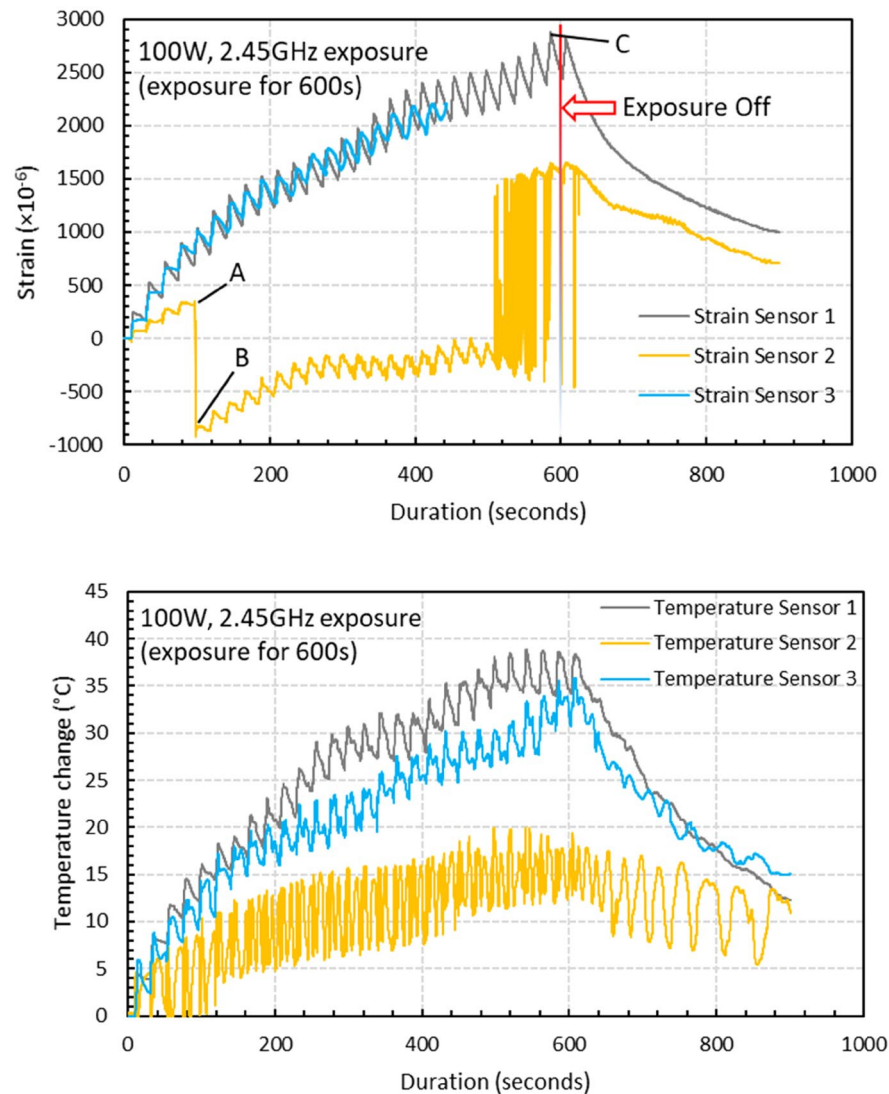 3000
2500
2000
1500
1000
500
0
-500
-1000
Strain (×10⁻⁶)
100W, 2.45GHz exposure
(exposure for 600s)
A
B
C
Exposure Off
Strain Sensor 1
Strain Sensor 2
Strain Sensor 3
0 200 400 600 800 1000
Duration (seconds)
45
40
35
30
25
20
15
10
5
0
Temperature change (°C)
100W, 2.45GHz exposure
(exposure for 600s)
Temperature Sensor 1
Temperature Sensor 2
Temperature Sensor 3
0 200 400 600 800 1000
Duration (seconds)